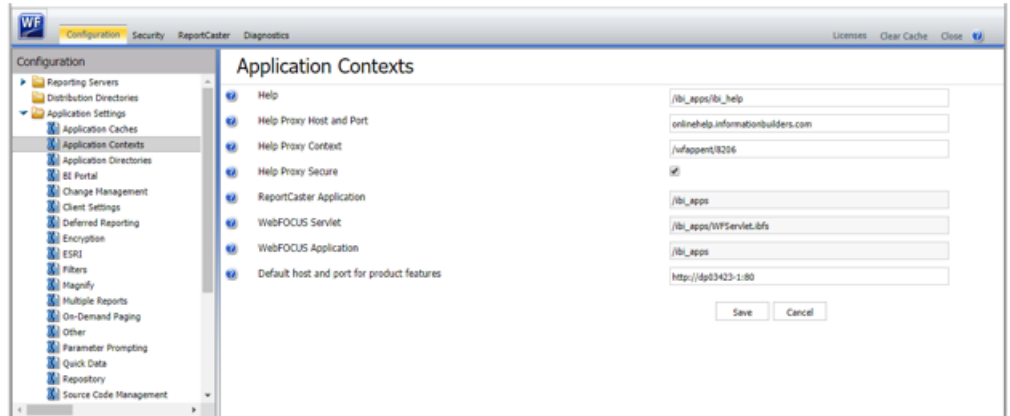 WF
Configuration Security ReportCaster Diagnostics Licenses Clear Cache Close
Configuration
Reporting Servers
Distribution Directories
Application Settings
Application Caches
Application Contexts
Application Directories
BI Portal
Change Management
Client Settings
Deferred Reporting
Encryption
ESRI
Filters
Magnify
Multiple Reports
On-Demand Paging
Other
Parameter Prompting
Quick Data
Repository
Source Code Management
Application Contexts
Help /ibi_apps/ibi_help
Help Proxy Host and Port onlinehelp.informationbuilders.com
Help Proxy Context /wfappent/8206
Help Proxy Secure
ReportCaster Application /ibi_apps
WebFOCUS Servlet /ibi_apps/WFServlet.ibfs
WebFOCUS Application /ibi_apps
Default host and port for product features http://dp03423-1:80
Save Cancel